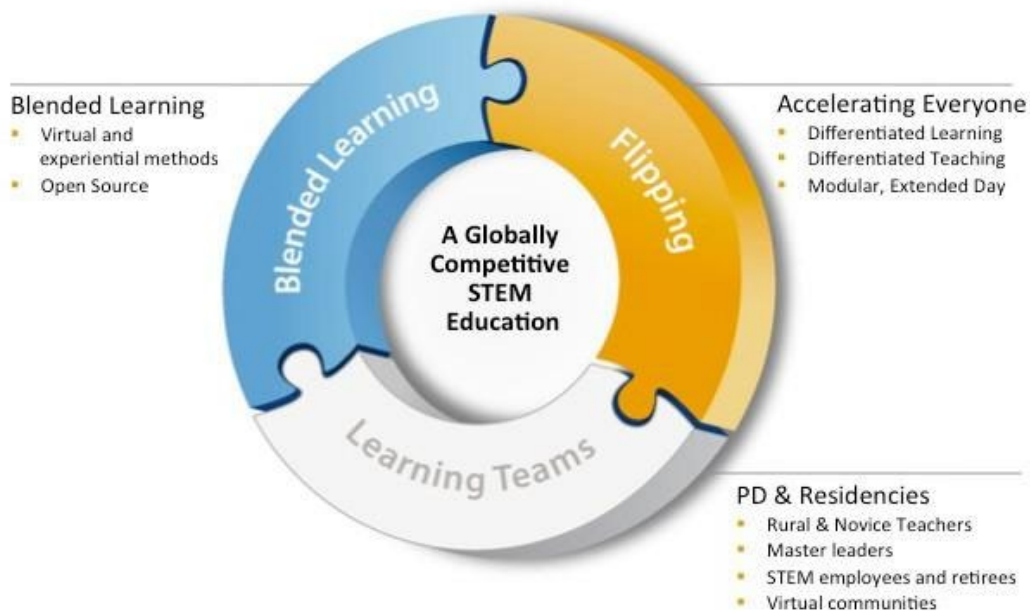 Blended Learning
Virtual and
experiential methods
Open Source
Blended Learning
Flipping
Learning Teams
A Globally
Competitive
STEM
Education
Accelerating Everyone
Differentiated Learning
Differentiated Teaching
Modular, Extended Day
PD & Residencies
Rural & Novice Teachers
Master leaders
STEM employees and retirees
Virtual communities